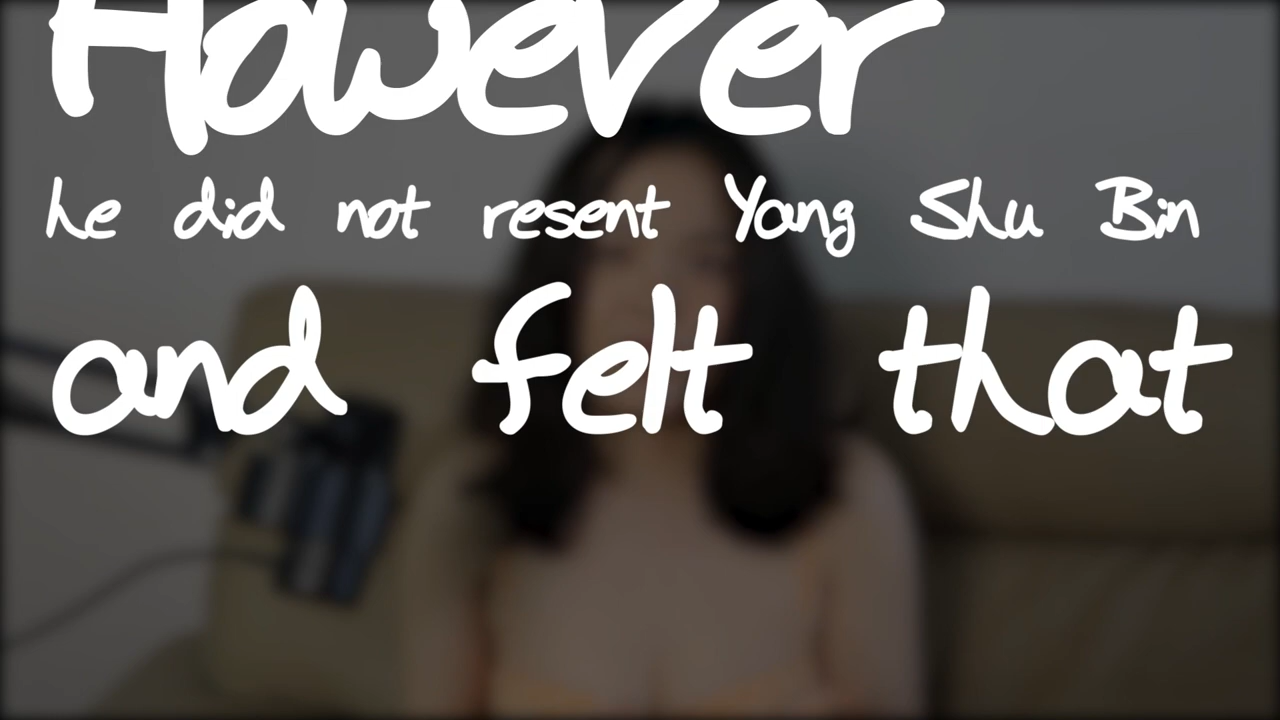 However
he did not resent Yang Shu Bin
and felt that